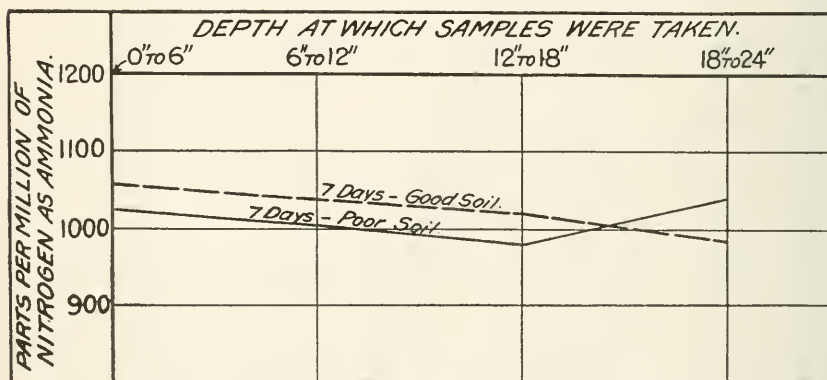 DEPTH AT WHICH SAMPLES WERE TAKEN.
0" TO 6" 6" TO 12" 12" TO 18" 18" TO 24"
PARTS PER MILLION OF
NITROGEN AS AMMONIA.
1200
1100
7 Days - Good Soil.
7 Days - Poor Soil.
1000
900